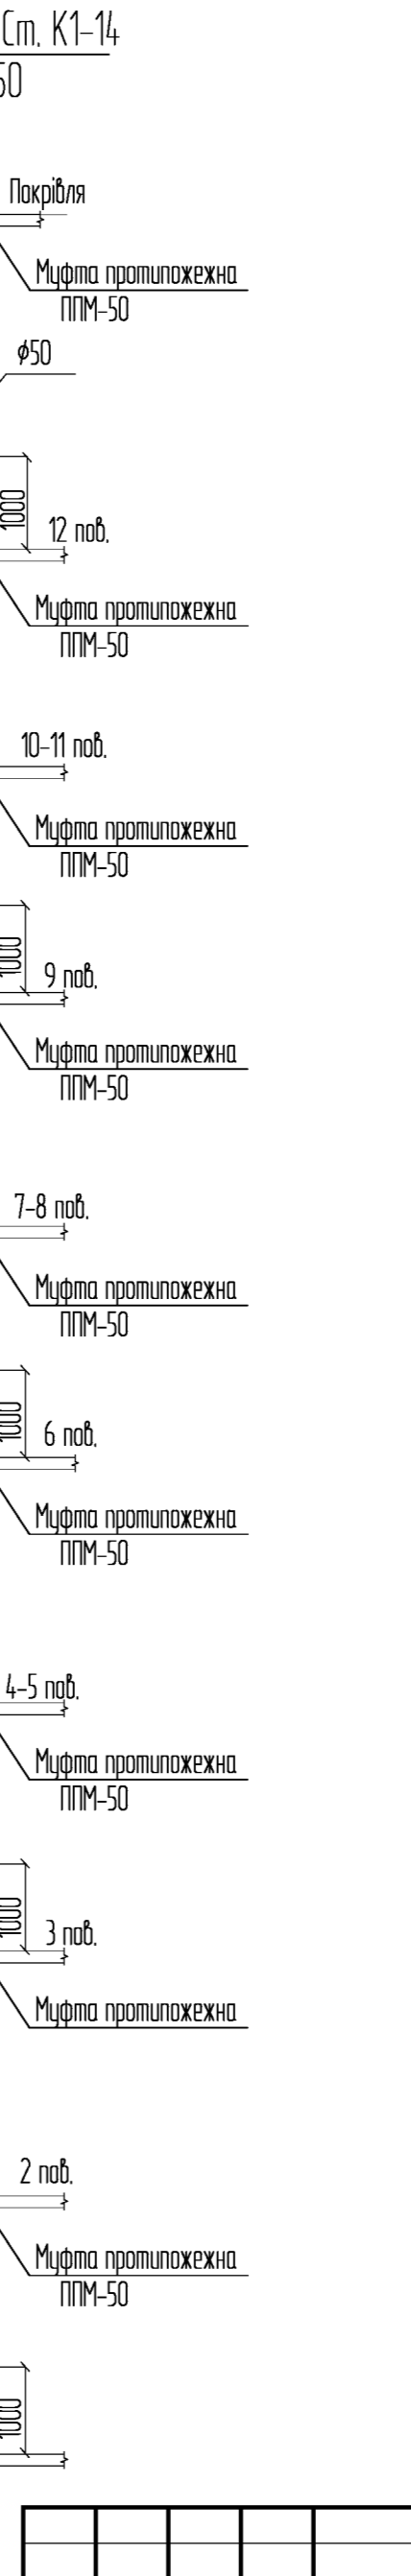 Ст. К1-14
50
Покрівля
Муфта протипожежна
ППМ-50
ϕ50
1000
12 пов.
Муфта протипожежна
ППМ-50
10-11 пов.
Муфта протипожежна
ППМ-50
1000
9 пов.
Муфта протипожежна
ППМ-50
7-8 пов.
Муфта протипожежна
ППМ-50
1000
6 пов.
Муфта протипожежна
ППМ-50
4-5 пов.
Муфта протипожежна
ППМ-50
1000
3 пов.
Муфта протипожежна
2 пов.
Муфта протипожежна
ППМ-50
1000